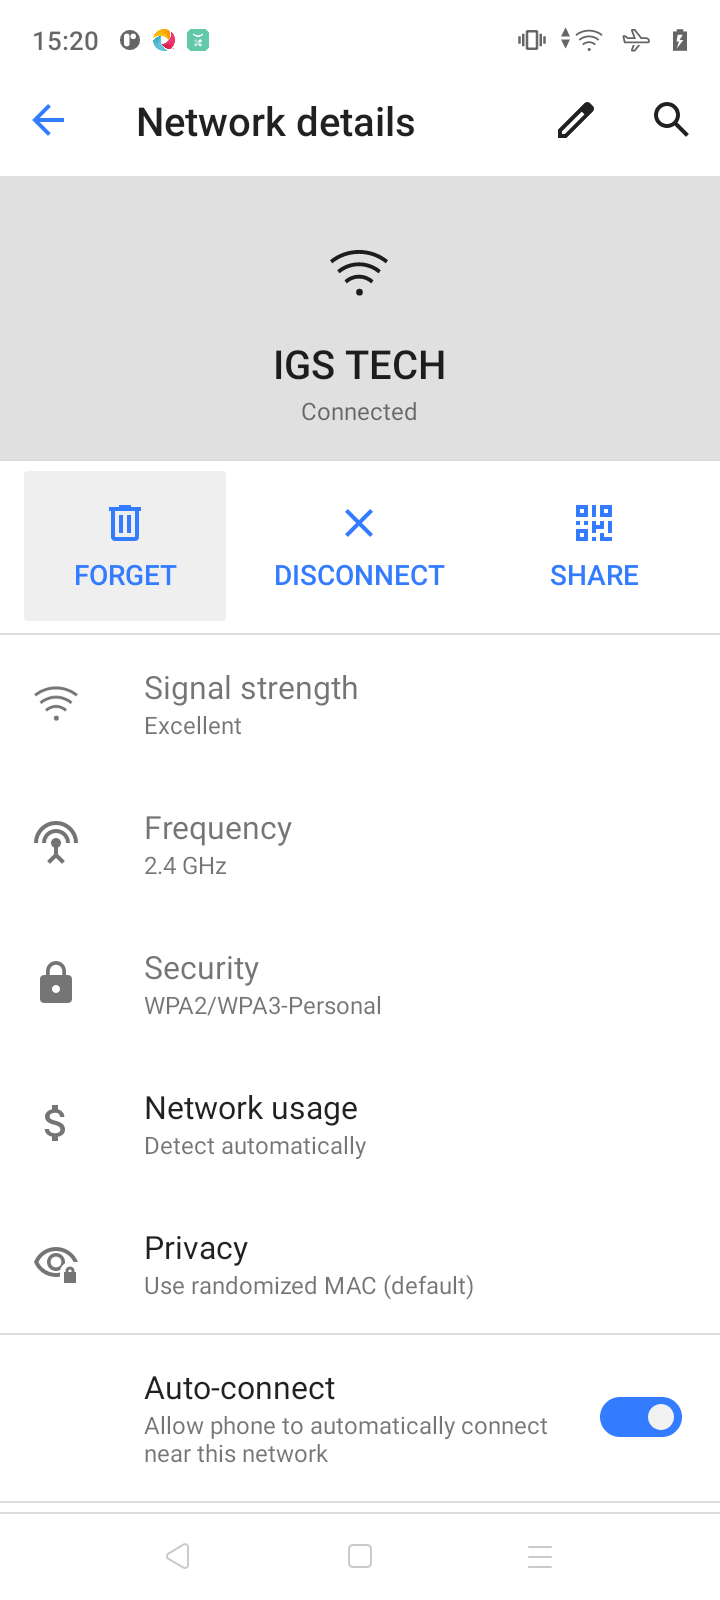 15:20
Network details
IGS TECH
Connected
FORGET
DISCONNECT
SHARE
Signal strength
Excellent
Frequency
2.4 GHz
Security
WPA2/WPA3-Personal
Network usage
Detect automatically
Privacy
Use randomized MAC (default)
Auto-connect
Allow phone to automatically connect
near this network